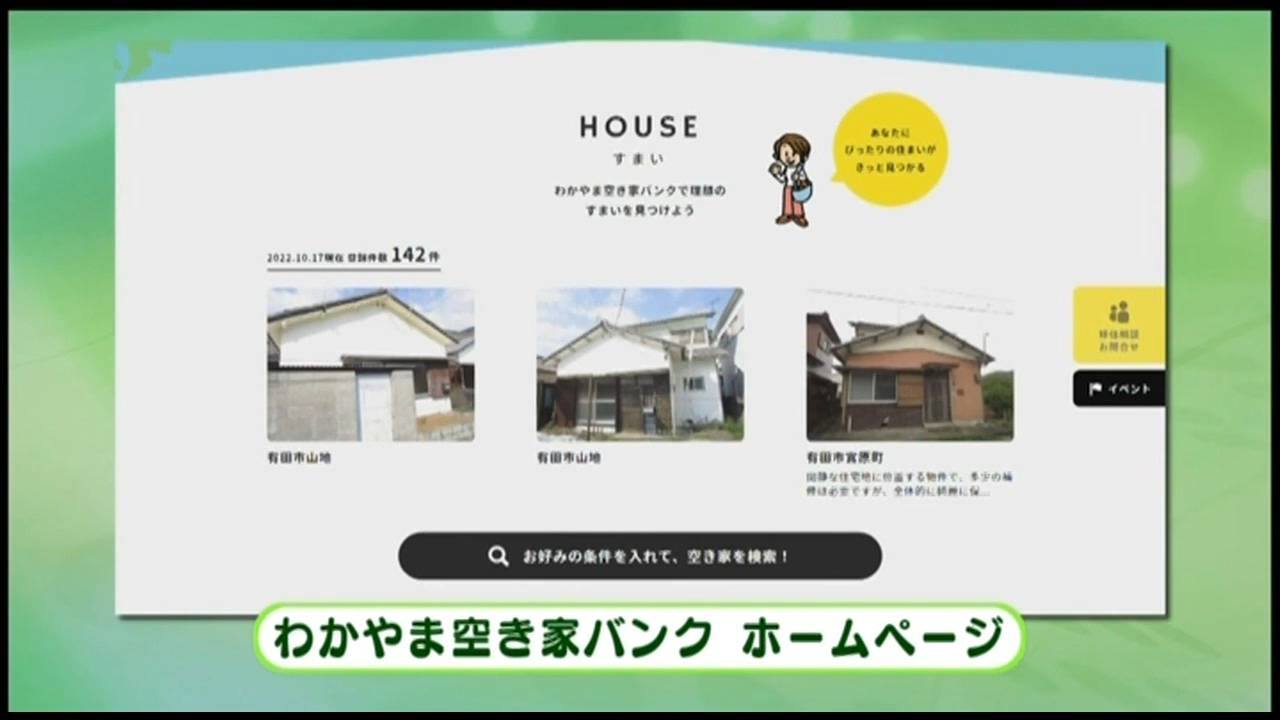 HOUSE
すまい
わかやま空き家バンクで理想の
すまいを見つけよう
あなたに
ぴったりの住まいが
きっと見つかる
2022.10.17現在 登録件数 142件
有田市山地
有田市山地
有田市宮原町
閑静な住宅地に位置する物件で、多少の補
修は必要ですが、全体的に綺麗に保...
移住相談
お問合せ
イベント
お好みの条件を入れて、空き家を検索！
わかやま空き家バンク ホームページ